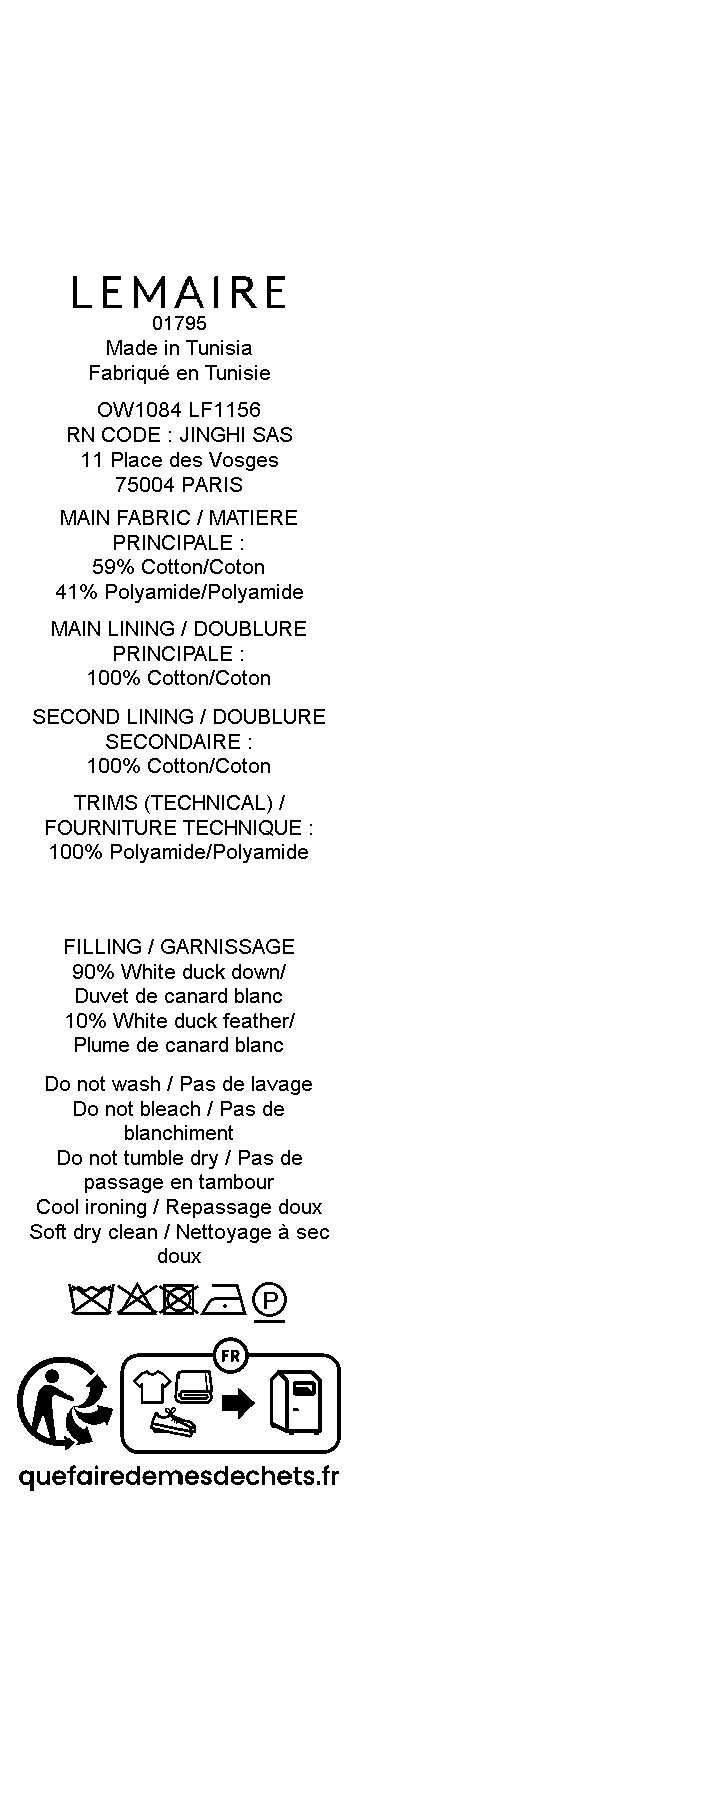 LEMAIRE
01795
Made in Tunisia
Fabriqué en Tunisie
OW1084 LF1156
RN CODE : JINGHI SAS
11 Place des Vosges
75004 PARIS
MAIN FABRIC / MATIERE
PRINCIPALE :
59% Cotton/Coton
41% Polyamide/Polyamide
MAIN LINING / DOUBLURE
PRINCIPALE :
100% Cotton/Coton
SECOND LINING / DOUBLURE
SECONDAIRE :
100% Cotton/Coton
TRIMS (TECHNICAL) /
FOURNITURE TECHNIQUE :
100% Polyamide/Polyamide
FILLING / GARNISSAGE
90% White duck down/
Duvet de canard blanc
10% White duck feather/
Plume de canard blanc
Do not wash / Pas de lavage
Do not bleach / Pas de
blanchiment
Do not tumble dry / Pas de
passage en tambour
Cool ironing / Repassage doux
Soft dry clean / Nettoyage à sec
doux
P
FR
quefairedemesdechets.fr